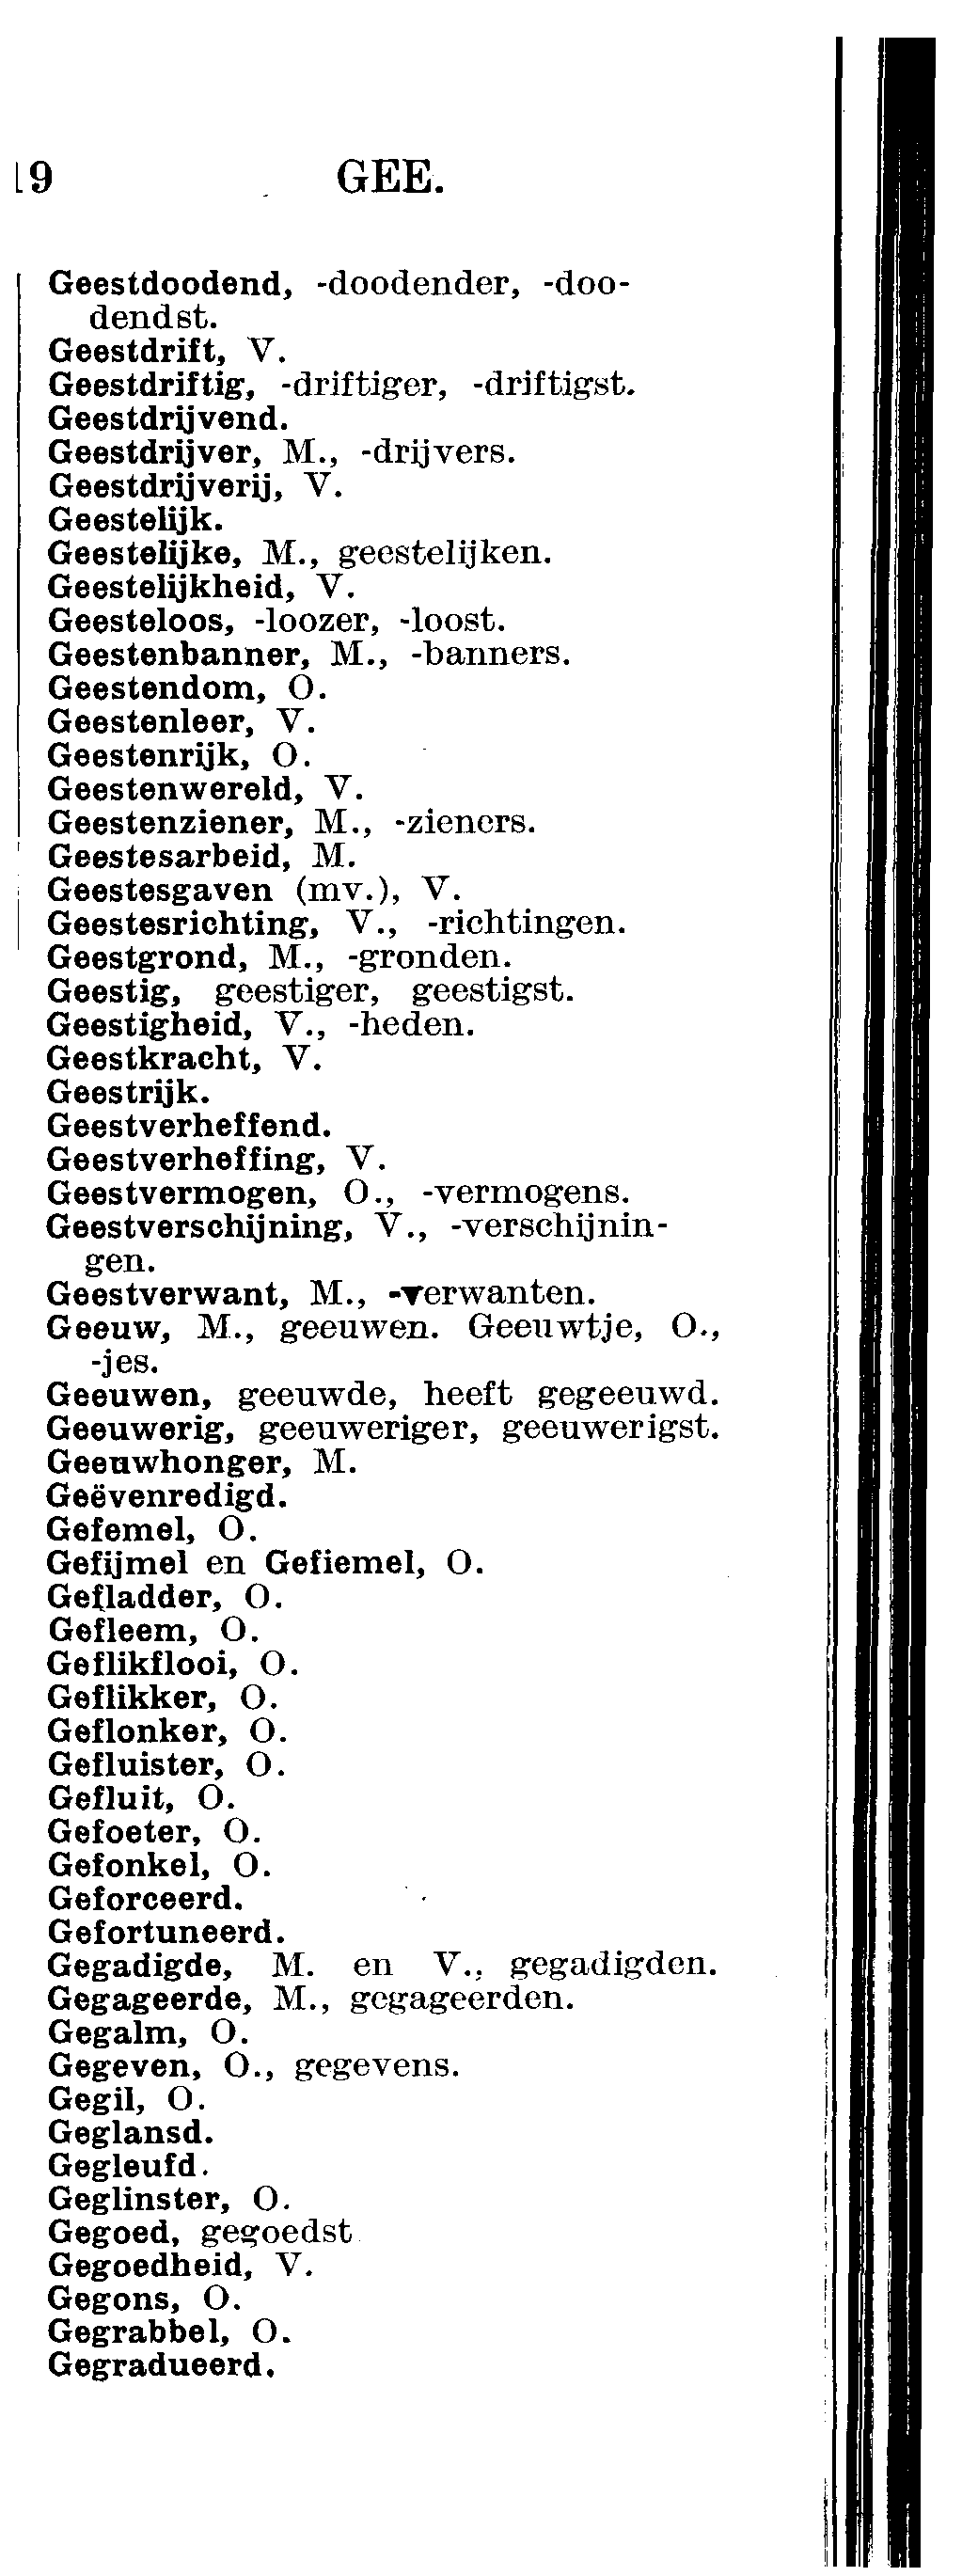 19 GEE.
Geestdoodend, -doodender, -doo-
dendst.
Geestdrift, V.
Geestdriftig, -driftiger, -driftigst.
Geestdrijvend.
Geestdrijver, M., -drijvers.
Geestdrijverij, V.
Geestelijk.
Geestelijke, M., geestelijken.
Geestelijkheid, V.
Geesteloos, -loozer, -loost.
Geestenbanner, M., -banners.
Geestendom, O.
Geestenleer, V.
Geestenrijk, O.
Geestenwereld, V.
Geestenziener, M., -zieners.
Geestesarbeid, M.
Geestesgaven (mv.), V.
Geestesrichting, V., -richtingen.
Geestgrond, M., -gronden.
Geestig, geestiger, geestigst.
Geestigheid, V., -heden.
Geestkracht, V.
Geestrijk.
Geestverheffend.
Geestverheffing, V.
Geestvermogen, O., -vermogens.
Geestverschijning, V., -verschijnin-
gen.
Geestverwant, M., -verwanten.
Geeuw, M., geeuwen. Geeuwtje, O.,
-jes.
Geeuwen, geeuwde, heeft gegeeuwd.
Geeuwerig, geeuweriger, geeuwerigst.
Geeuwhonger, M.
Geëvenredigd.
Gefemel, O.
Gefijmel en Gefiemel, O.
Gefladder, O.
Gefleem, O.
Geflikflooi, O.
Geflikker, O.
Geflonker, O.
Gefluister, O.
Gefluit, O.
Gefoeter, O.
Gefonkel, O.
Geforceerd.
Gefortuneerd.
Gegadigde, M. en V., gegadigden.
Gegageerde, M., gegageerden.
Gegalm, O.
Gegeven, O., gegevens.
Gegil, O.
Geglansd.
Gegleufd.
Geglinster, O.
Gegoed, gegoedst
Gegoedheid, V.
Gegons, O.
Gegrabbel, O.
Gegradueerd.